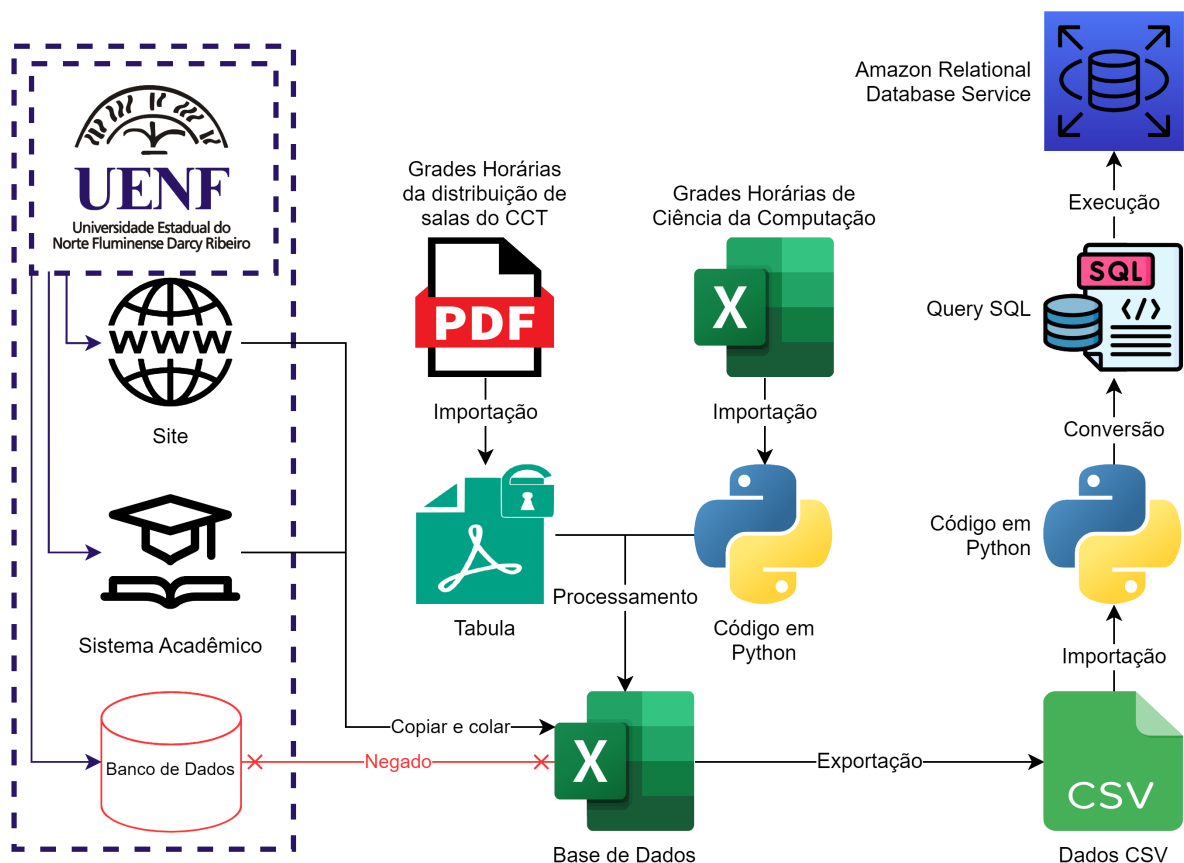 UENF
Universidade Estadual do
Norte Fluminense Darcy Ribeiro
WWW
Site
Sistema Acadêmico
Banco de Dados
Grades Horárias
da distribuição de
salas do CCT
PDF
Importação
Tabula
Grades Horárias de
Ciência da Computação
X
Importação
Código em
Python
Processamento
Copiar e colar
Negado
X
Base de Dados
Exportação
CSV
Dados CSV
Importação
Código em
Python
Conversão
Query SQL
SQL
</>
Execução
Amazon Relational
Database Service